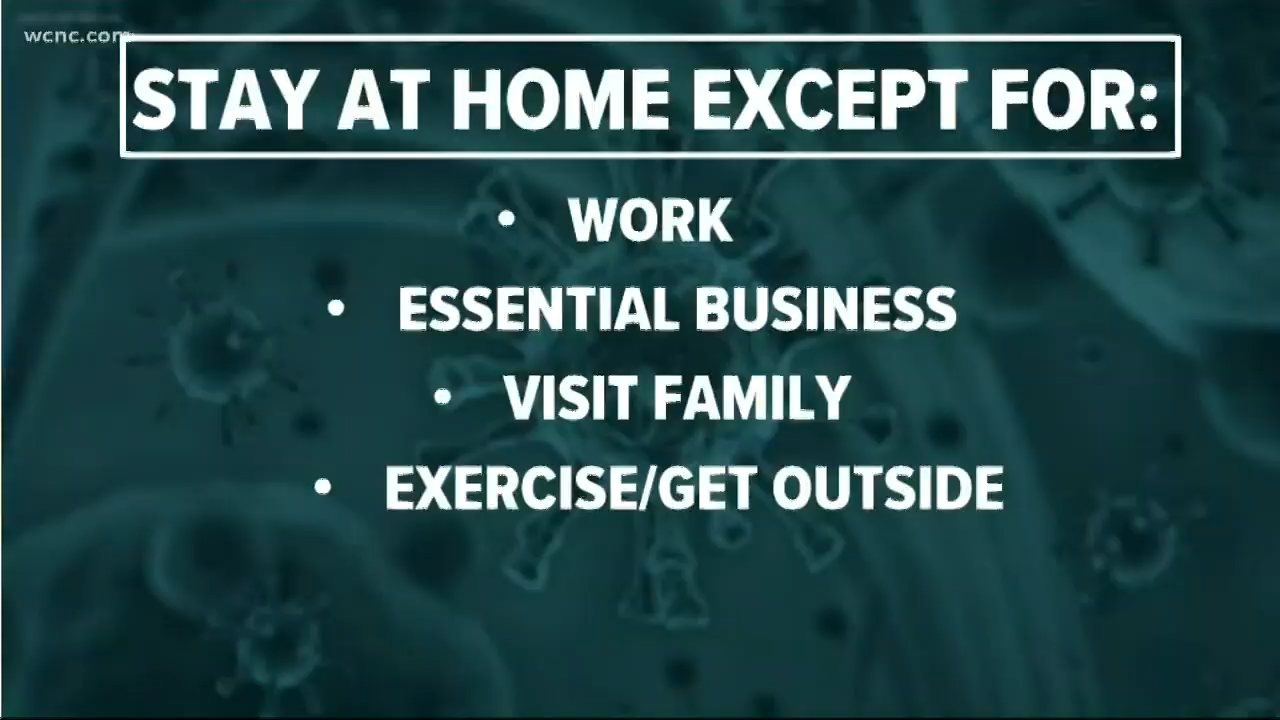 wcnc.com
STAY AT HOME EXCEPT FOR:
• WORK
• ESSENTIAL BUSINESS
• VISIT FAMILY
• EXERCISE/GET OUTSIDE